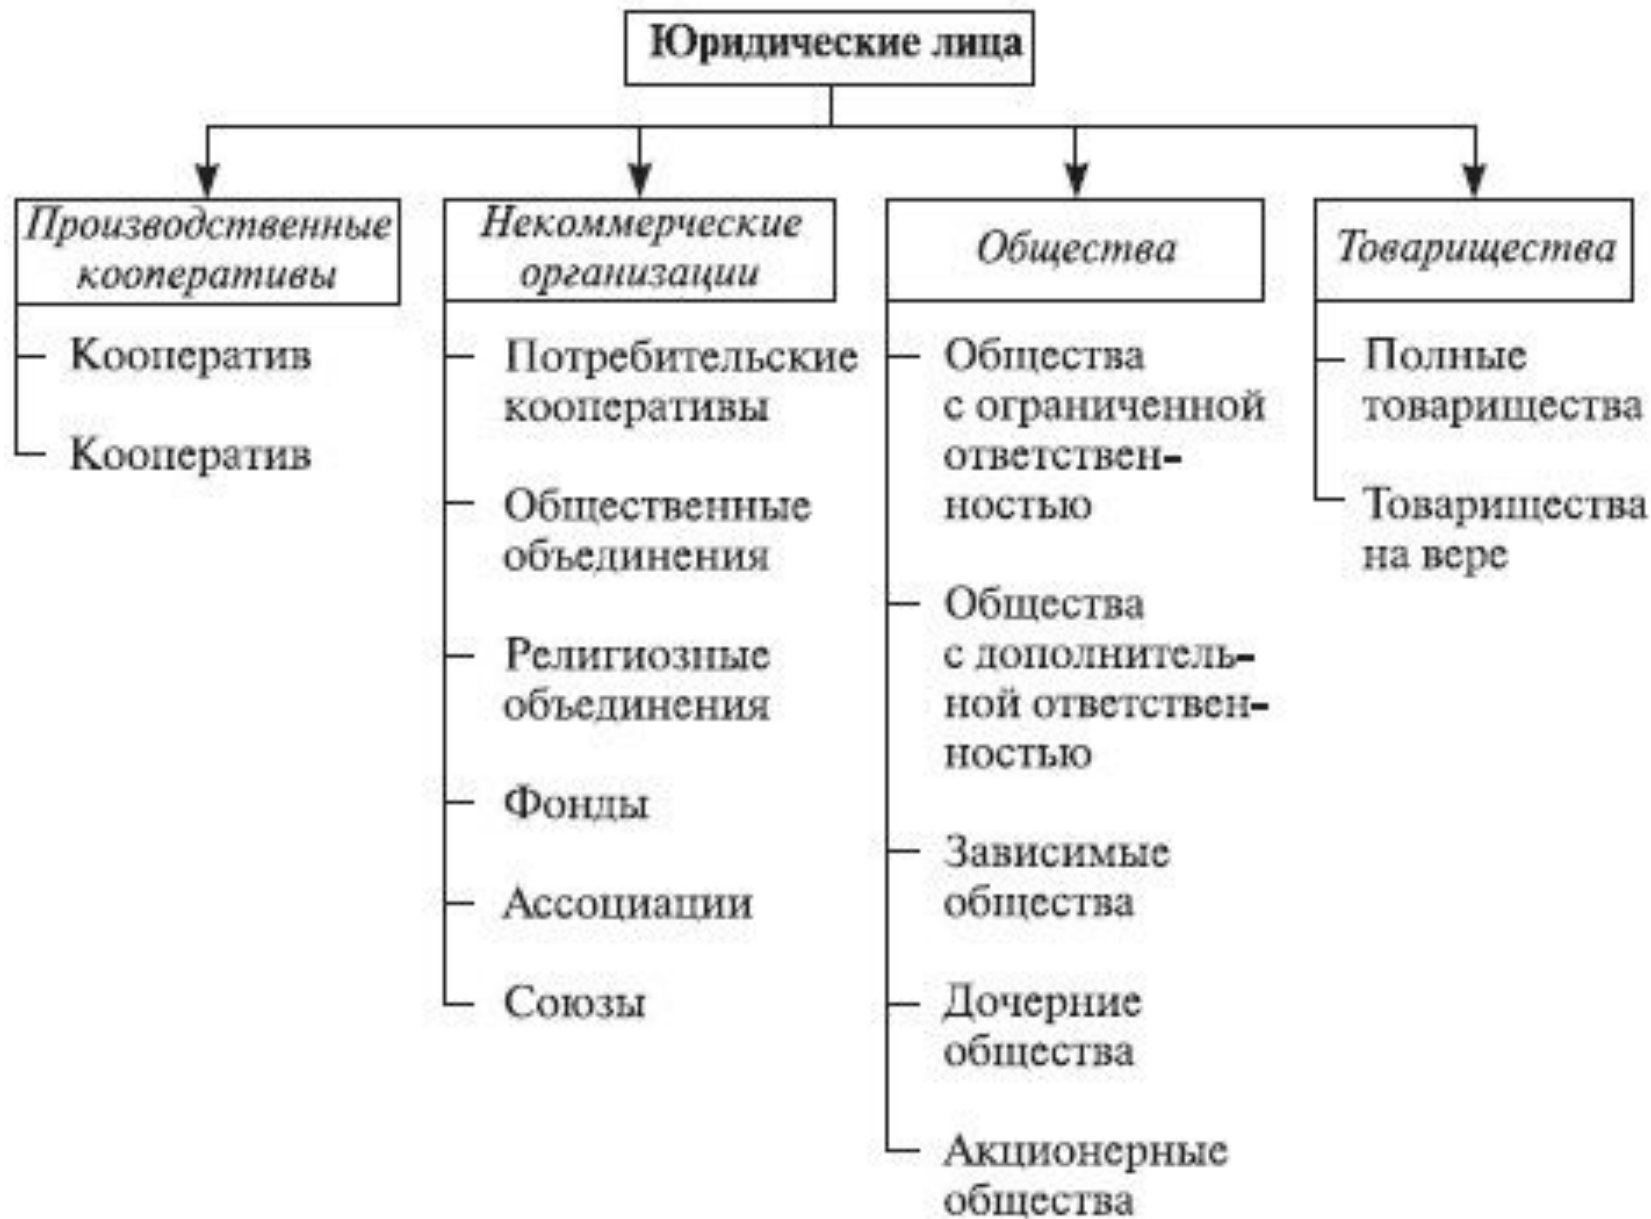 Юридические лица
Производственные
кооперативы
Кооператив
Кооператив
Некоммерческие
организации
Потребительские
кооперативы
Общественные
объединения
Религиозные
объединения
Фонды
Ассоциации
Союзы
Общества
Общества
с ограниченной
ответствен-
ностью
Общества
с дополнитель-
ной ответствен-
ностью
Зависимые
общества
Дочерние
общества
Акционерные
общества
Товарищества
Полные
товарищества
Товарищества
на вере